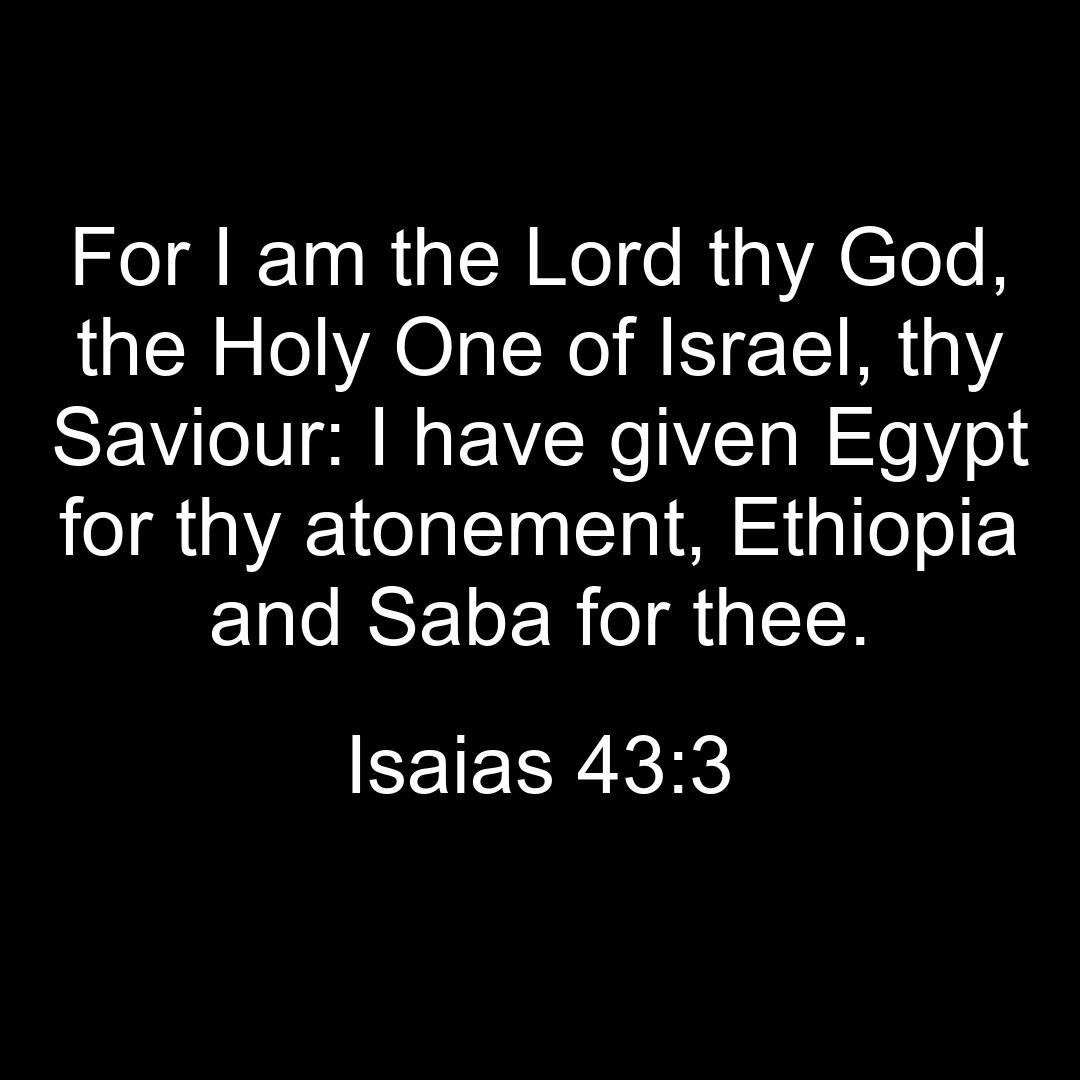 For I am the Lord thy God,
the Holy One of Israel, thy
Saviour: I have given Egypt
for thy atonement, Ethiopia
and Saba for thee.
Isaias 43:3